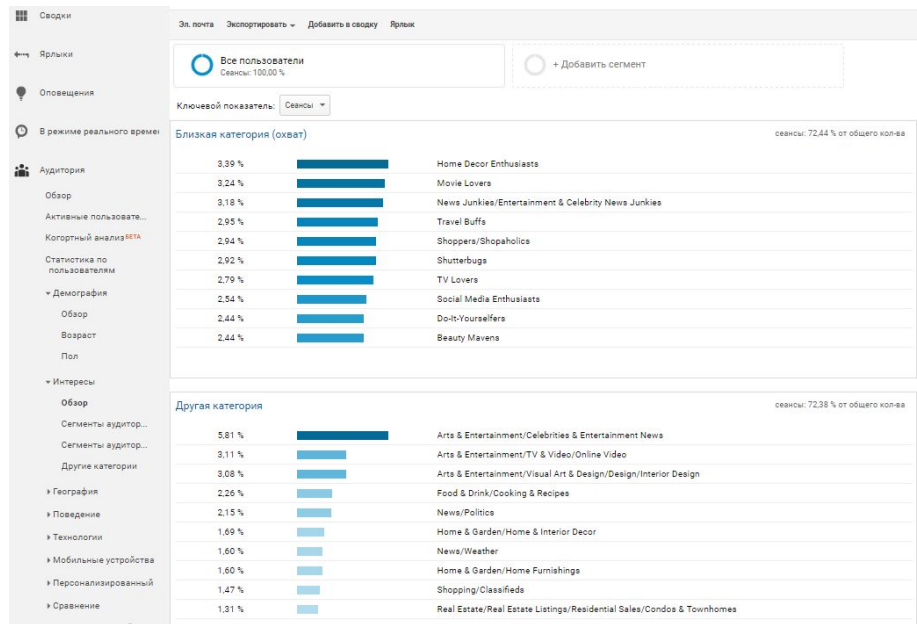 Сводки
Ярлыки
Оповещения
В режиме реального времен
Аудитория
Обзор
Активные пользовате...
Когортный анализ БЕТА
Статистика по
пользователям
Демография
Обзор
Возраст
Пол
Интересы
Обзор
Сегменты аудитор...
Сегменты аудитор...
Другие категории
География
Поведение
Технологии
Мобильные устройства
Персонализированный
Сравнение
Эл. почта Экспортировать Добавить в сводку Ярлык
Все пользователи
Сеансы: 100,00 %
+ Добавить сегмент
Ключевой показатель: Сеансы
Близкая категория (охват) сеансы: 72,44 % от общего кол-ва
3,39 % Home Decor Enthusiasts
3,24 % Movie Lovers
3,18 % News Junkies/Entertainment & Celebrity News Junkies
2,95 % Travel Buffs
2,94 % Shoppers/Shopaholics
2,92 % Shutterbugs
2,79 % TV Lovers
2,54 % Social Media Enthusiasts
2,44 % Do-It-Yourselfers
2,44 % Beauty Mavens
Другая категория сеансы: 72,38 % от общего кол-ва
5,81 % Arts & Entertainment/Celebrities & Entertainment News
3,11 % Arts & Entertainment/TV & Video/Online Video
3,08 % Arts & Entertainment/Visual Art & Design/Design/Interior Design
2,26 % Food & Drink/Cooking & Recipes
2,15 % News/Politics
1,69 % Home & Garden/Home & Interior Decor
1,60 % News/Weather
1,60 % Home & Garden/Home Furnishings
1,47 % Shopping/Classifieds
1,31 % Real Estate/Real Estate Listings/Residential Sales/Condos & Townhomes